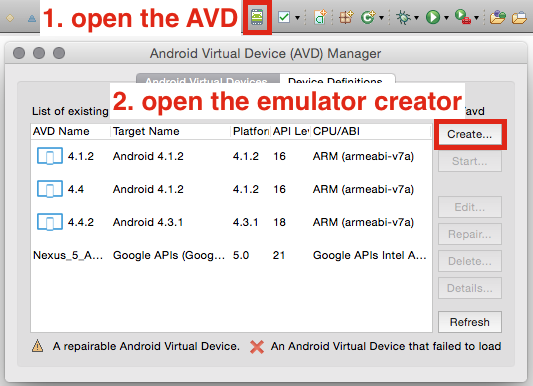 1. open the AVD
Android Virtual Device (AVD) Manager
Android Virtual Devices Device Definitions
2. open the emulator creator
List of existing
AVD Name Target Name Platfor API Lev CPU/ABI
4.1.2 Android 4.1.2 4.1.2 16 ARM (armeabi-v7a)
4.4 Android 4.1.2 4.1.2 16 ARM (armeabi-v7a)
4.4.2 Android 4.3.1 4.3.1 18 ARM (armeabi-v7a)
Nexus_5_A... Google APIs (Goog... 5.0 21 Google APIs Intel A...
Create...
Start...
Edit...
Repair...
Delete...
Details...
Refresh
A repairable Android Virtual Device. An Android Virtual Device that failed to load